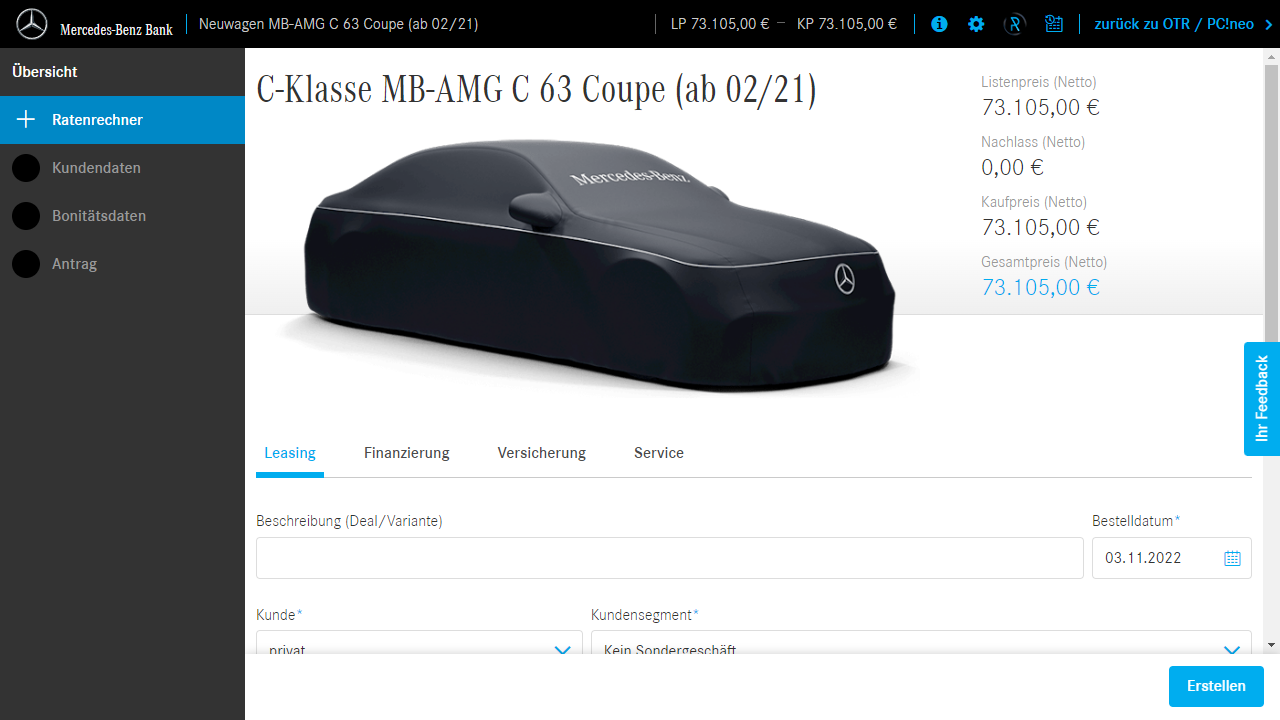 Mercedes-Benz Bank
Neuwagen MB-AMG C 63 Coupe (ab 02/21)
LP 73.105,00 € – KP 73.105,00 €
zurück zu OTR / PC!neo
Übersicht
Ratenrechner
Kundendaten
Bonitätsdaten
Antrag
C-Klasse MB-AMG C 63 Coupe (ab 02/21)
Mercedes-Benz
Listenpreis (Netto)
73.105,00 €
Nachlass (Netto)
0,00 €
Kaufpreis (Netto)
73.105,00 €
Gesamtpreis (Netto)
73.105,00 €
Ihr Feedback
Leasing Finanzierung Versicherung Service
Beschreibung (Deal/Variante) Bestelldatum*
03.11.2022
Kunde* Kundensegment*
privat Kein Sondergeschäft
Erstellen